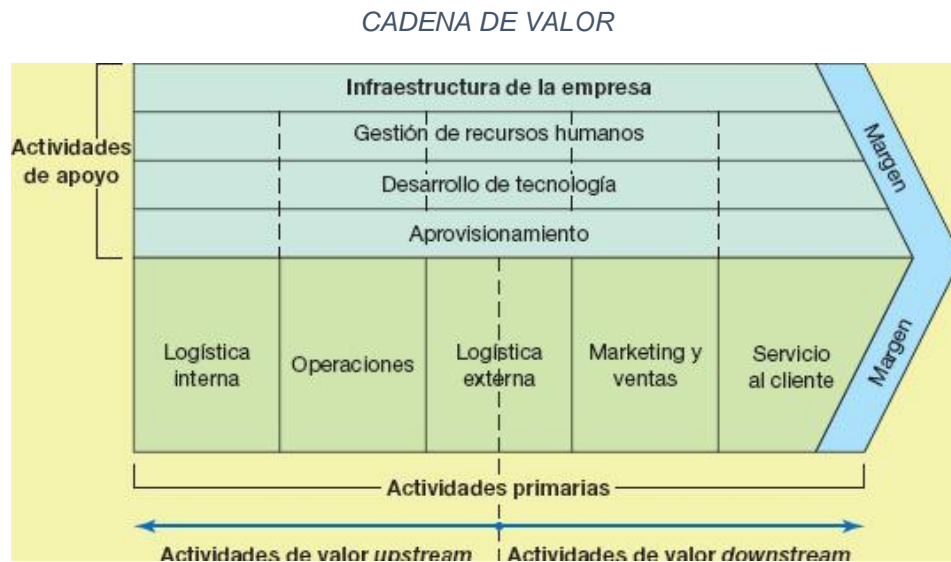 CADENA DE VALOR
Infraestructura de la empresa
Gestión de recursos humanos
Actividades
de apoyo
Desarrollo de tecnología
Aprovisionamiento
Margen
Logística
interna
Operaciones
Logística
externa
Marketing y
ventas
Servicio
al cliente
Margen
Actividades primarias
Actividades de valor upstream
Actividades de valor downstream